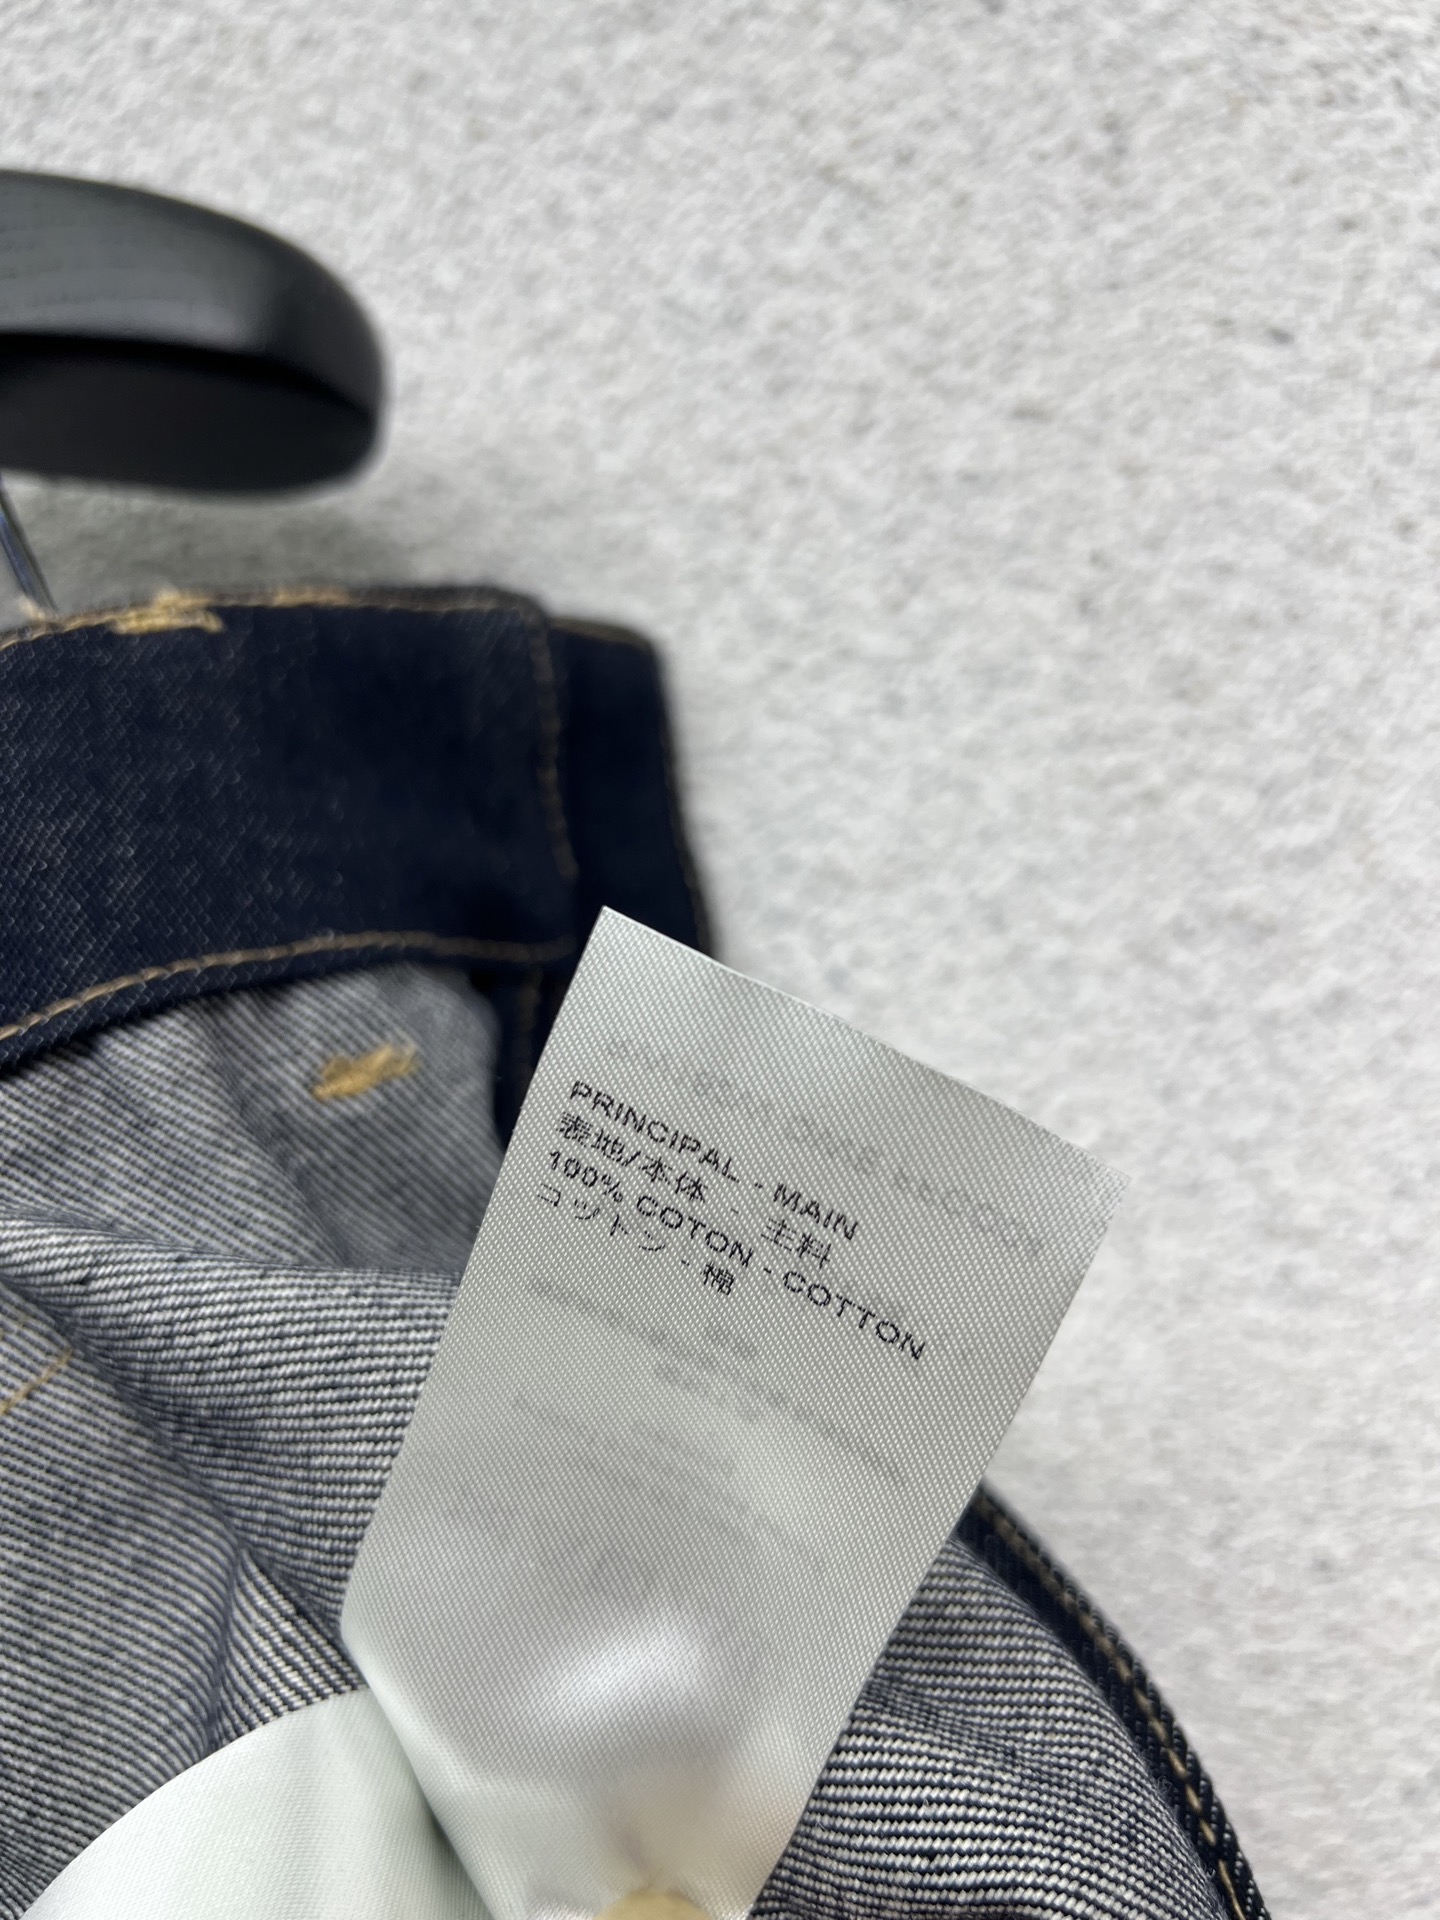 PRINCIPAL - MAIN
表地/本体 - 主料
100% COTON - COTTON
コットン - 棉